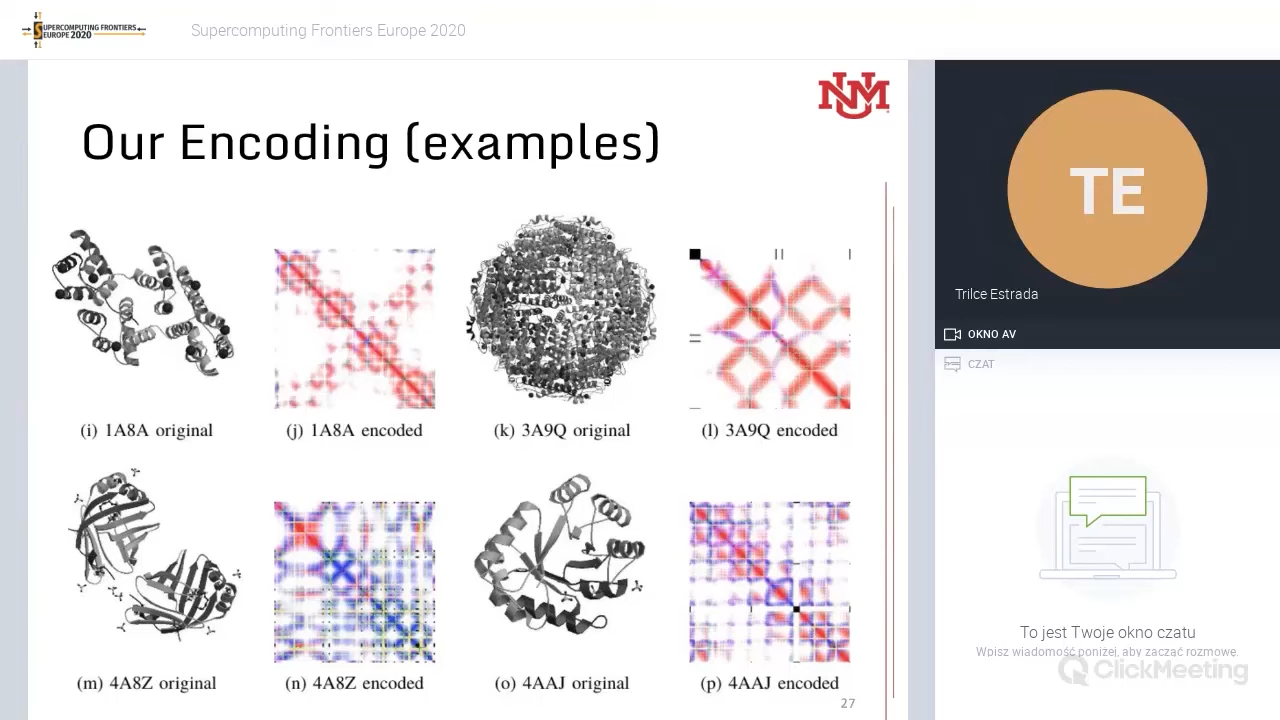 SUPERCOMPUTING FRONTIERS
EUROPE 2020
Supercomputing Frontiers Europe 2020
UNM
Our Encoding (examples)
(i) 1A8A original
(j) 1A8A encoded
(k) 3A9Q original
(l) 3A9Q encoded
(m) 4A8Z original
(n) 4A8Z encoded
(o) 4AAJ original
(p) 4AAJ encoded
27
TE
Trilce Estrada
OKNO AV
CZAT
To jest Twoje okno czatu
Wpisz wiadomość poniżej, aby zacząć rozmowę.
ClickMeeting